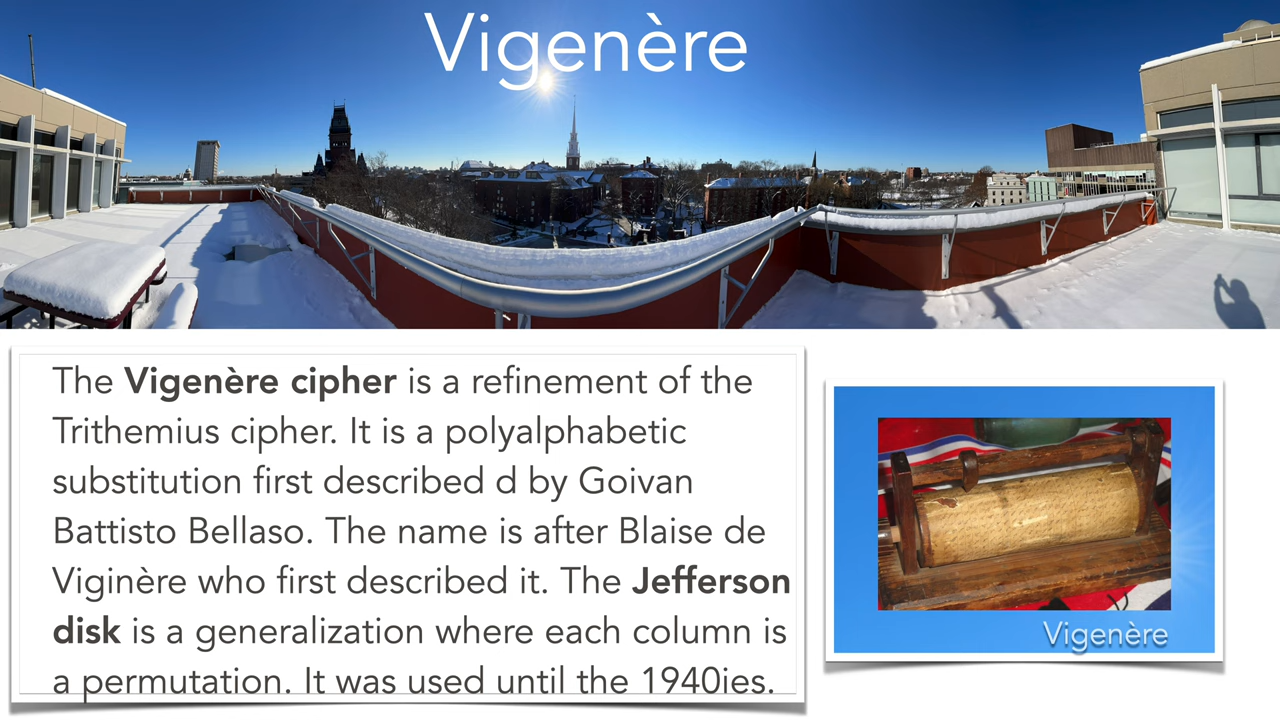 Vigenère
The Vigenère cipher is a refinement of the
Trithemius cipher. It is a polyalphabetic
substitution first described d by Goivan
Battisto Bellaso. The name is after Blaise de
Viginère who first described it. The Jefferson
disk is a generalization where each column is
a permutation. It was used until the 1940ies.
Vigenère